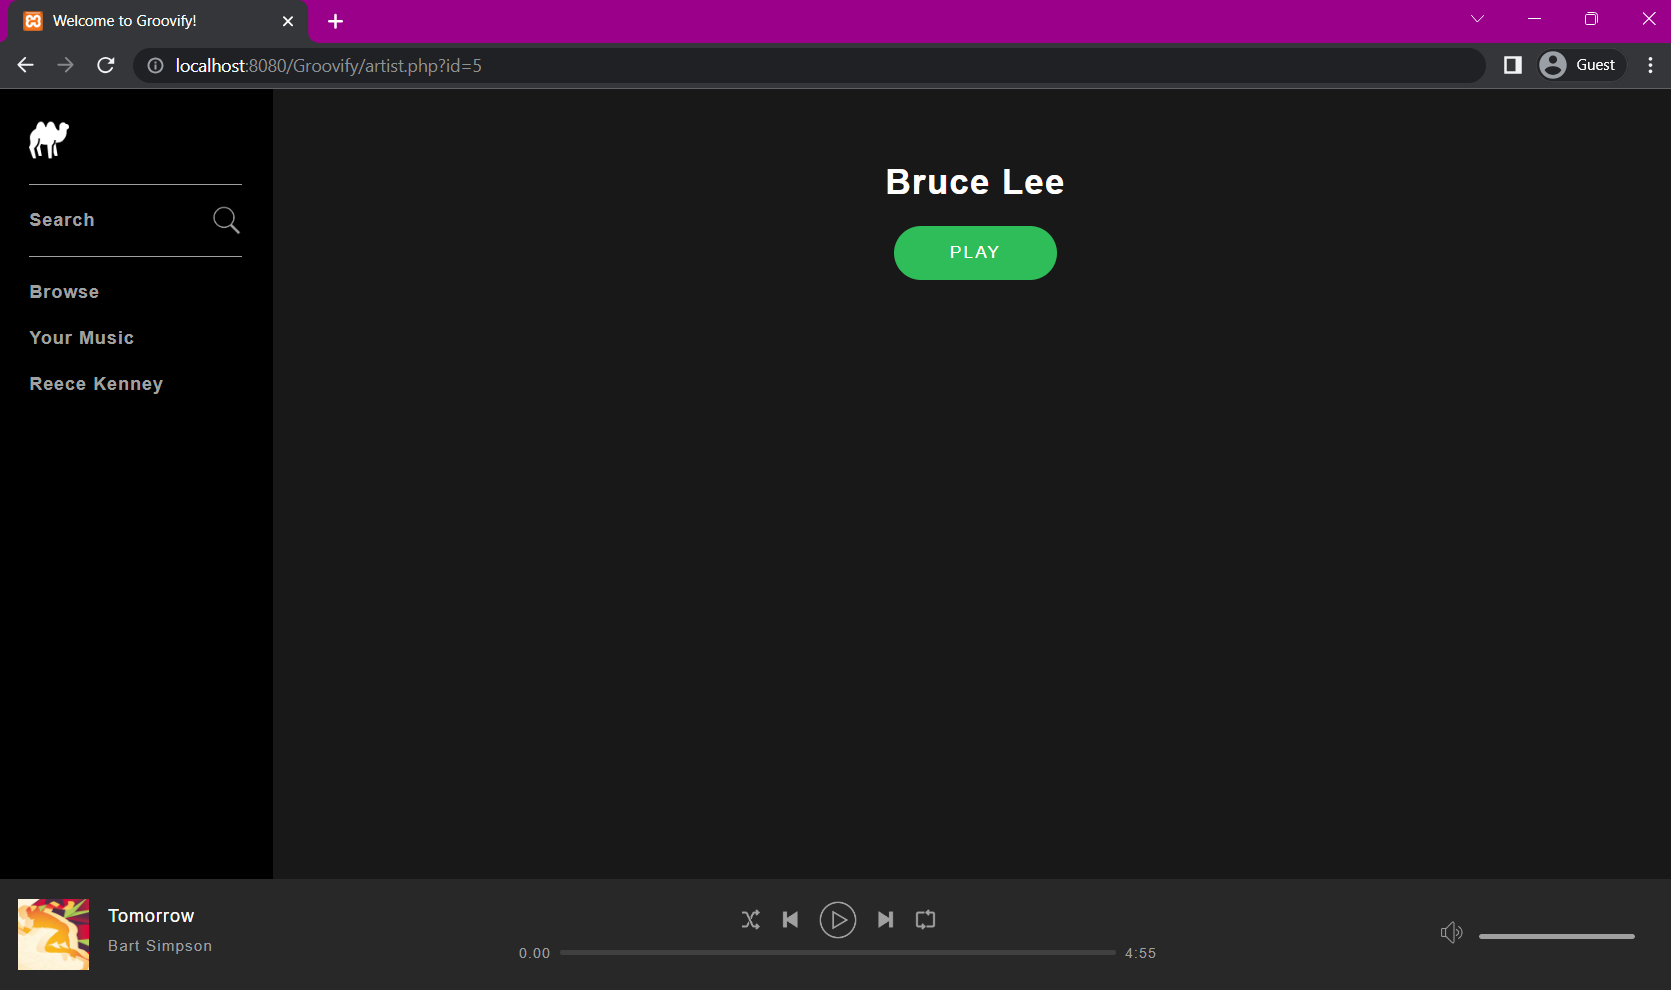 Welcome to Groovify!
localhost:8080/Groovify/artist.php?id=5
Guest
Search
Browse
Your Music
Reece Kenney
Bruce Lee
PLAY
Tomorrow
Bart Simpson
0.00
4:55